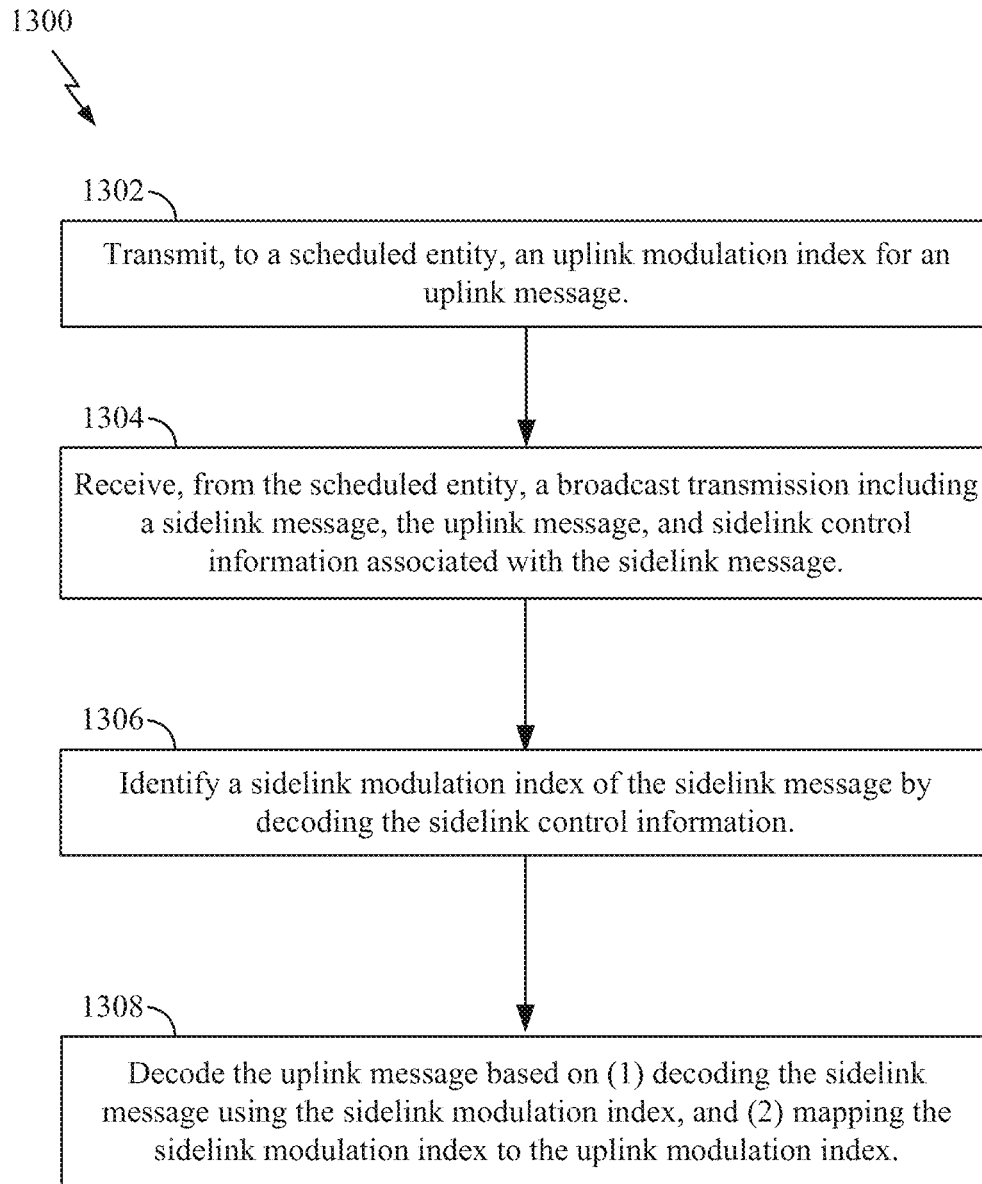 1300
1302
Transmit, to a scheduled entity, an uplink modulation index for an
uplink message.
1304
Receive, from the scheduled entity, a broadcast transmission including
a sidelink message, the uplink message, and sidelink control
information associated with the sidelink message.
1306
Identify a sidelink modulation index of the sidelink message by
decoding the sidelink control information.
1308
Decode the uplink message based on (1) decoding the sidelink
message using the sidelink modulation index, and (2) mapping the
sidelink modulation index to the uplink modulation index.